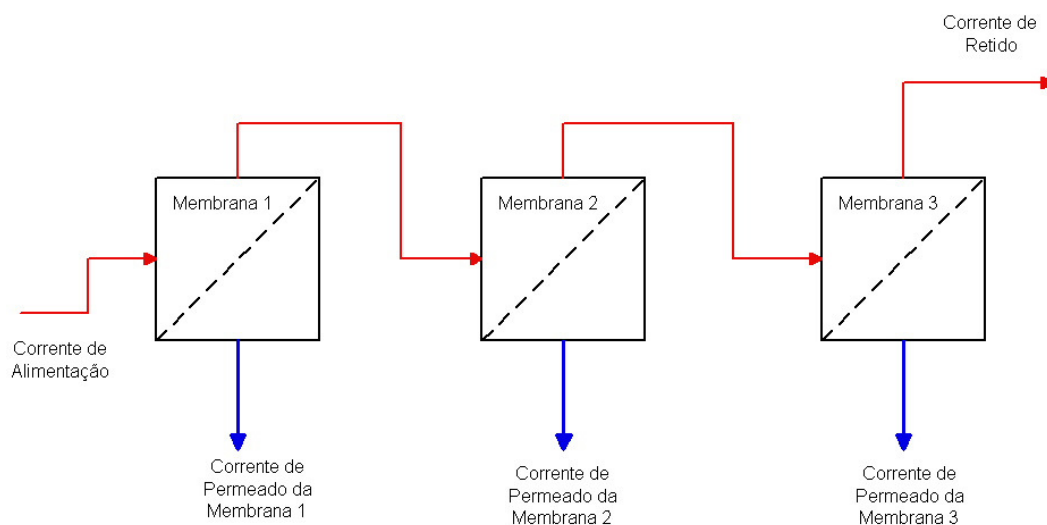 Corrente de
Retido
Membrana 1
Membrana 2
Membrana 3
Corrente de
Alimentação
Corrente de
Permeado da
Membrana 1
Corrente de
Permeado da
Membrana 2
Corrente de
Permeado da
Membrana 3